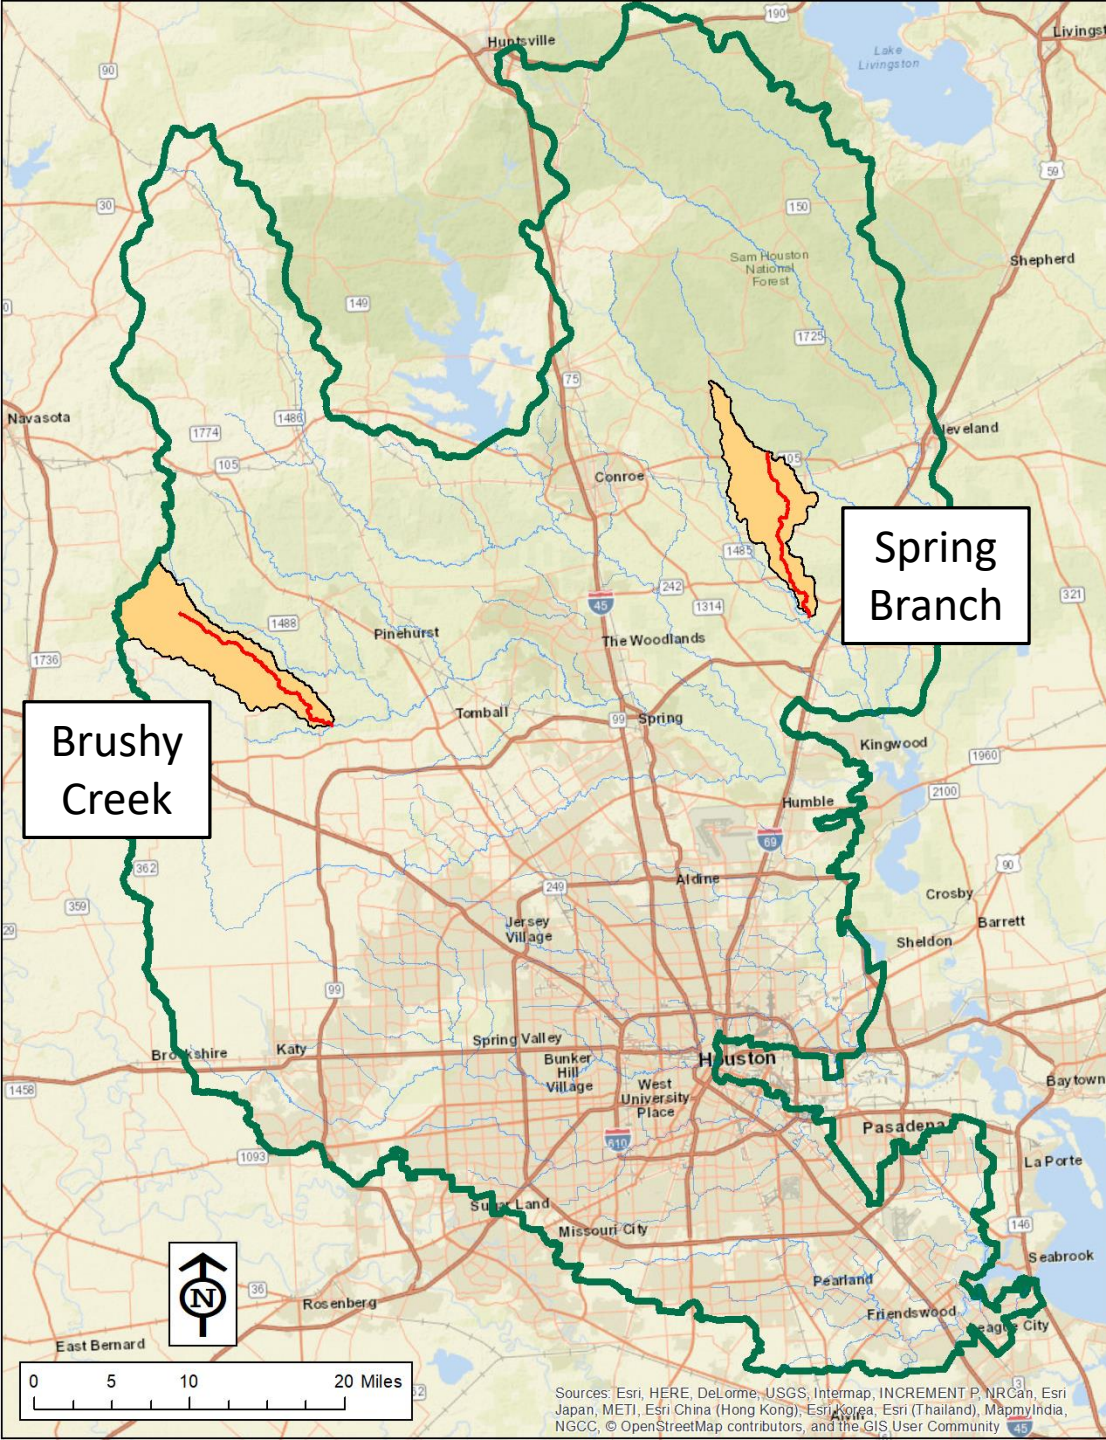 190
Huntsville
Livingst
Lake
Livingston
90
59
30
150
Shepherd
Sam Houston
National
Forest
149
1725
75
Navasota
1486
1774
leveland
105
105
Conroe
Spring
Branch
1485
242
45
1314
321
1488
Pinehurst
The Woodlands
1736
Brushy
Creek
Tomball
99
Spring
Kingwood
1960
2100
Humble
69
362
90
Aldine
249
Crosby
359
Jersey
Village
Barrett
29
Sheldon
99
Spring Valley
Brookshire
Katy
Houston
Bunker
Hill
Village
West
University
Place
1458
Baytown
Pasadena
610
1093
La Porte
Sugar Land
146
Missouri City
Seabrook
Pearland
N
36
Rosenberg
Friendswood
League City
East Bernard
0 5 10 20 Miles
3
Sources: Esri, HERE, DeLorme, USGS, Intermap, INCREMENT P, NRCan, Esri
Japan, METI, Esri China (Hong Kong), Esri Korea, Esri (Thailand), MapmyIndia,
NGCC, © OpenStreetMap contributors, and the GIS User Community
Alvin
45